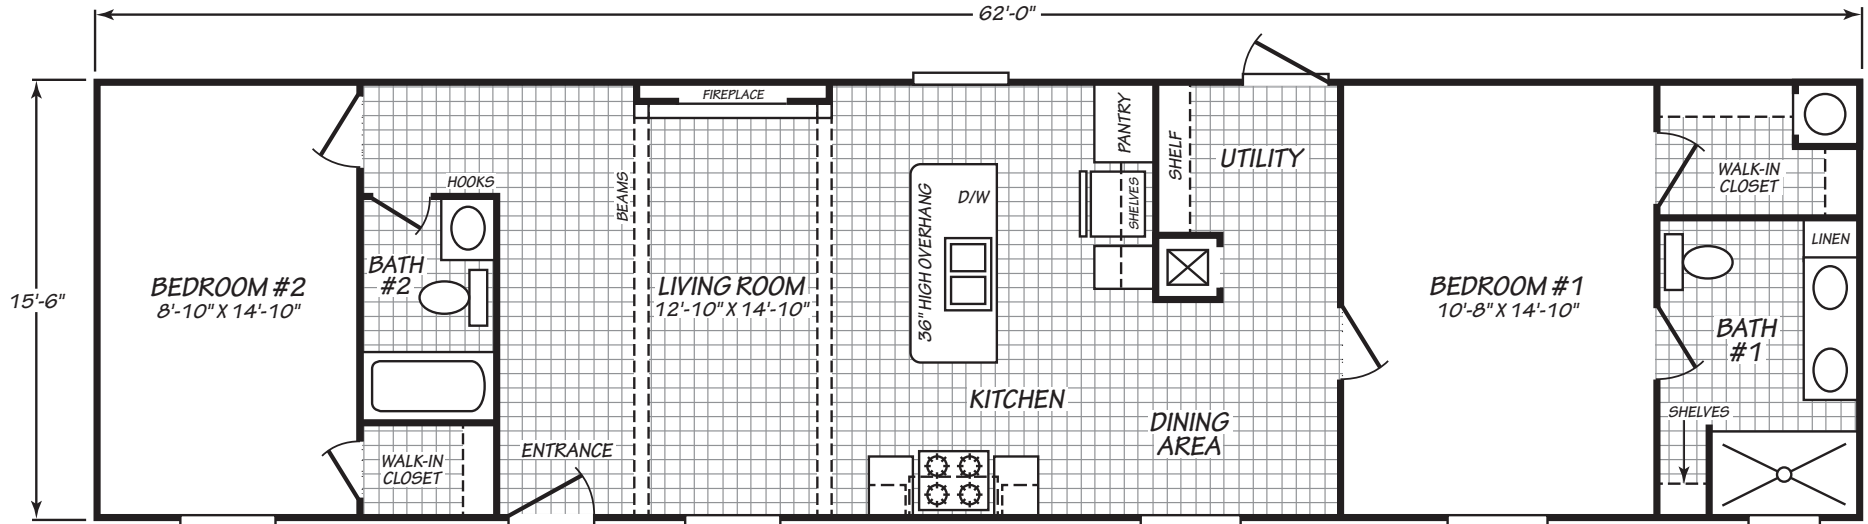 62'-0"
15'-6"
BEDROOM #2
8'-10" X 14'-10"
HOOKS
BATH
#2
WALK-IN
CLOSET
ENTRANCE
BEAMS
FIREPLACE
LIVING ROOM
12'-10" X 14'-10"
36" HIGH OVERHANG
D/W
KITCHEN
PANTRY
SHELVES
SHELF
UTILITY
DINING
AREA
BEDROOM #1
10'-8" X 14'-10"
WALK-IN
CLOSET
LINEN
BATH
#1
SHELVES